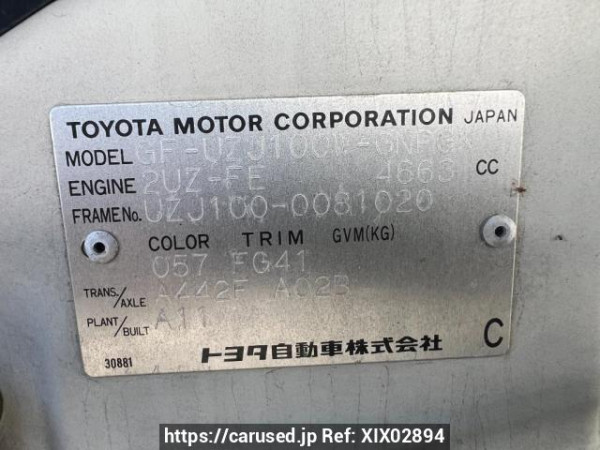 TOYOTA MOTOR CORPORATION JAPAN
MODEL GF-UZJ100W-GNPGK
ENGINE 2UZ-FE 4663 CC
FRAME No. UZJ100-0081020
COLOR TRIM GVM(KG)
057 FG41
TRANS./AXLE A442F A02B
PLANT/BUILT A11
30881 トヨタ自動車株式会社 C
https://carused.jp Ref: XIX02894